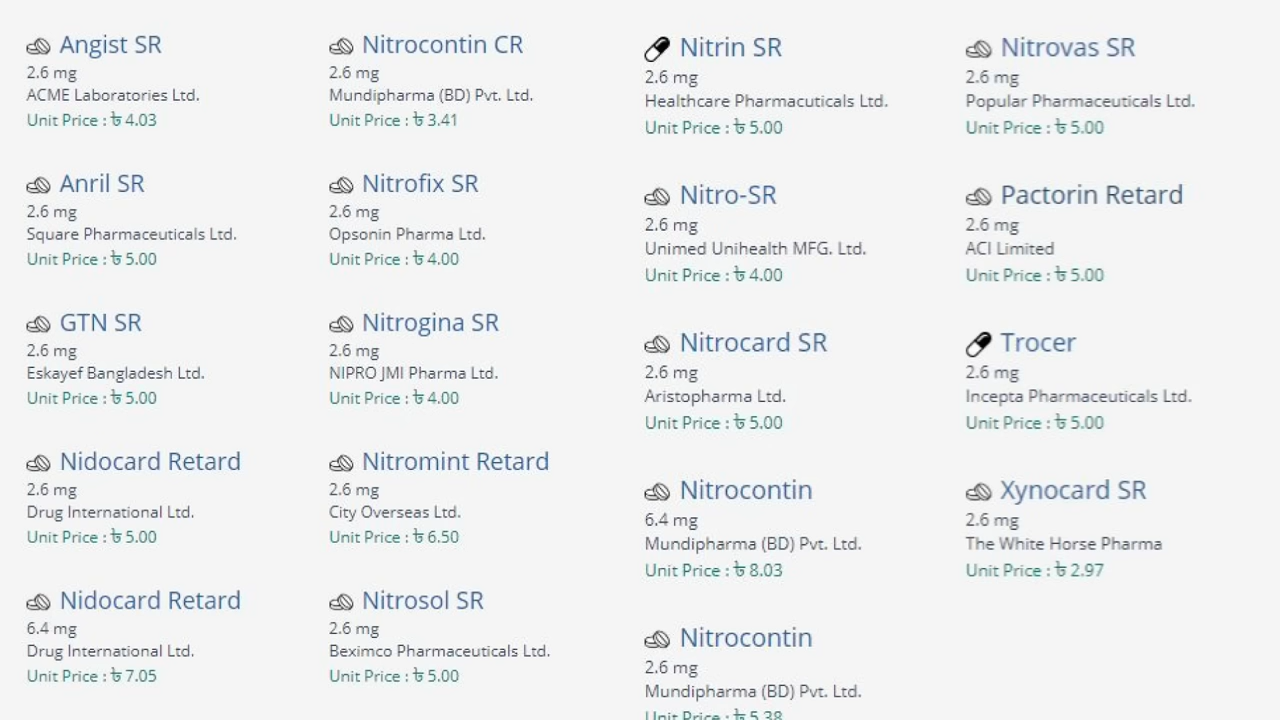 Angist SR
2.6 mg
ACME Laboratories Ltd.
Unit Price : ৳ 4.03
Anril SR
2.6 mg
Square Pharmaceuticals Ltd.
Unit Price : ৳ 5.00
GTN SR
2.6 mg
Eskayef Bangladesh Ltd.
Unit Price : ৳ 5.00
Nidocard Retard
2.6 mg
Drug International Ltd.
Unit Price : ৳ 5.00
Nidocard Retard
6.4 mg
Drug International Ltd.
Unit Price : ৳ 7.05
Nitrocontin CR
2.6 mg
Mundipharma (BD) Pvt. Ltd.
Unit Price : ৳ 3.41
Nitrofix SR
2.6 mg
Opsonin Pharma Ltd.
Unit Price : ৳ 4.00
Nitrogina SR
2.6 mg
NIPRO JMI Pharma Ltd.
Unit Price : ৳ 4.00
Nitromint Retard
2.6 mg
City Overseas Ltd.
Unit Price : ৳ 6.50
Nitrosol SR
2.6 mg
Beximco Pharmaceuticals Ltd.
Unit Price : ৳ 5.00
Nitrin SR
2.6 mg
Healthcare Pharmacuticals Ltd.
Unit Price : ৳ 5.00
Nitro-SR
2.6 mg
Unimed Unihealth MFG. Ltd.
Unit Price : ৳ 4.00
Nitrocard SR
2.6 mg
Aristopharma Ltd.
Unit Price : ৳ 5.00
Nitrocontin
6.4 mg
Mundipharma (BD) Pvt. Ltd.
Unit Price : ৳ 8.03
Nitrocontin
2.6 mg
Mundipharma (BD) Pvt. Ltd.
Unit Price : ৳ 5.38
Nitrovas SR
2.6 mg
Popular Pharmaceuticals Ltd.
Unit Price : ৳ 5.00
Pactorin Retard
2.6 mg
ACI Limited
Unit Price : ৳ 5.00
Trocer
2.6 mg
Incepta Pharmaceuticals Ltd.
Unit Price : ৳ 5.00
Xynocard SR
2.6 mg
The White Horse Pharma
Unit Price : ৳ 2.97